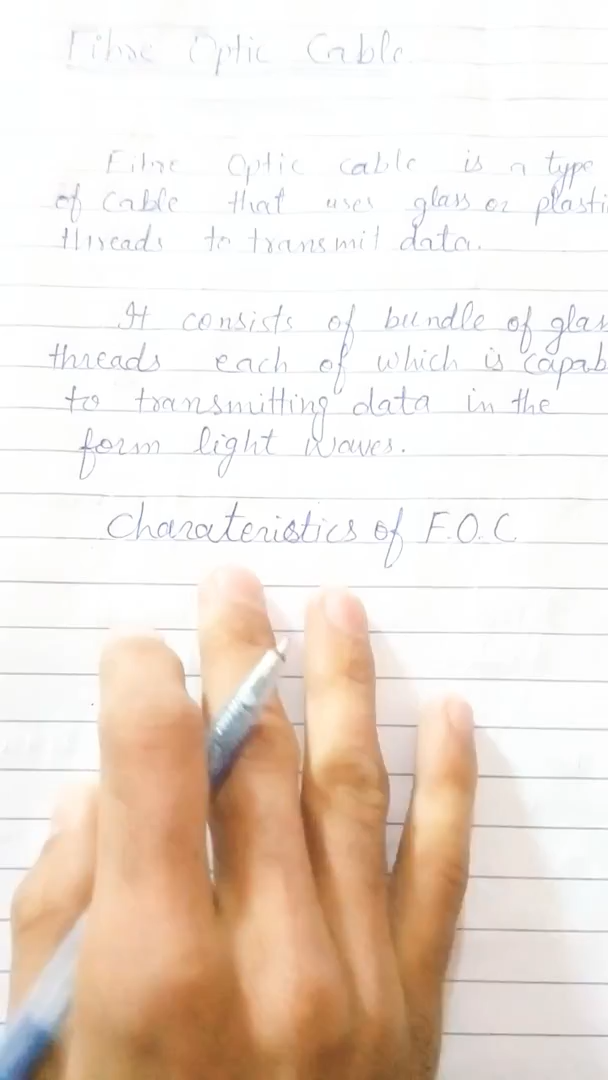 Fibre Optic Cable
Fibre Optic cable is a type
of Cable that uses glass or plasti
threads to transmit data.
It consists of bundle of glas
threads each of which is capab
to transmitting data in the
form light waves.
Charateristics of F.O.C